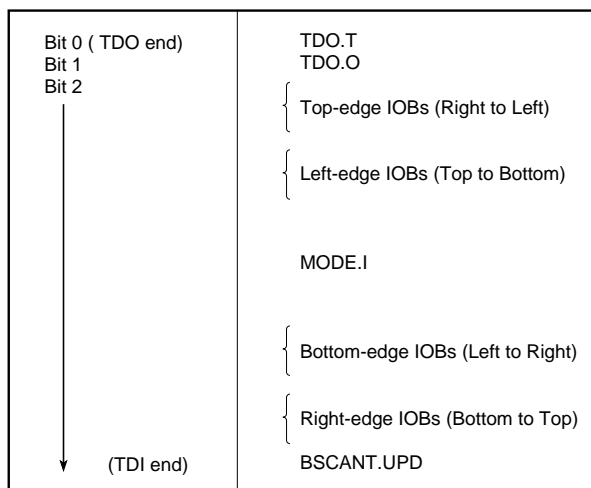 Bit 0 ( TDO end) TDO.T
Bit 1 TDO.O
Bit 2
Top-edge IOBs (Right to Left)
Left-edge IOBs (Top to Bottom)
MODE.I
Bottom-edge IOBs (Left to Right)
Right-edge IOBs (Bottom to Top)
(TDI end) BSCANT.UPD